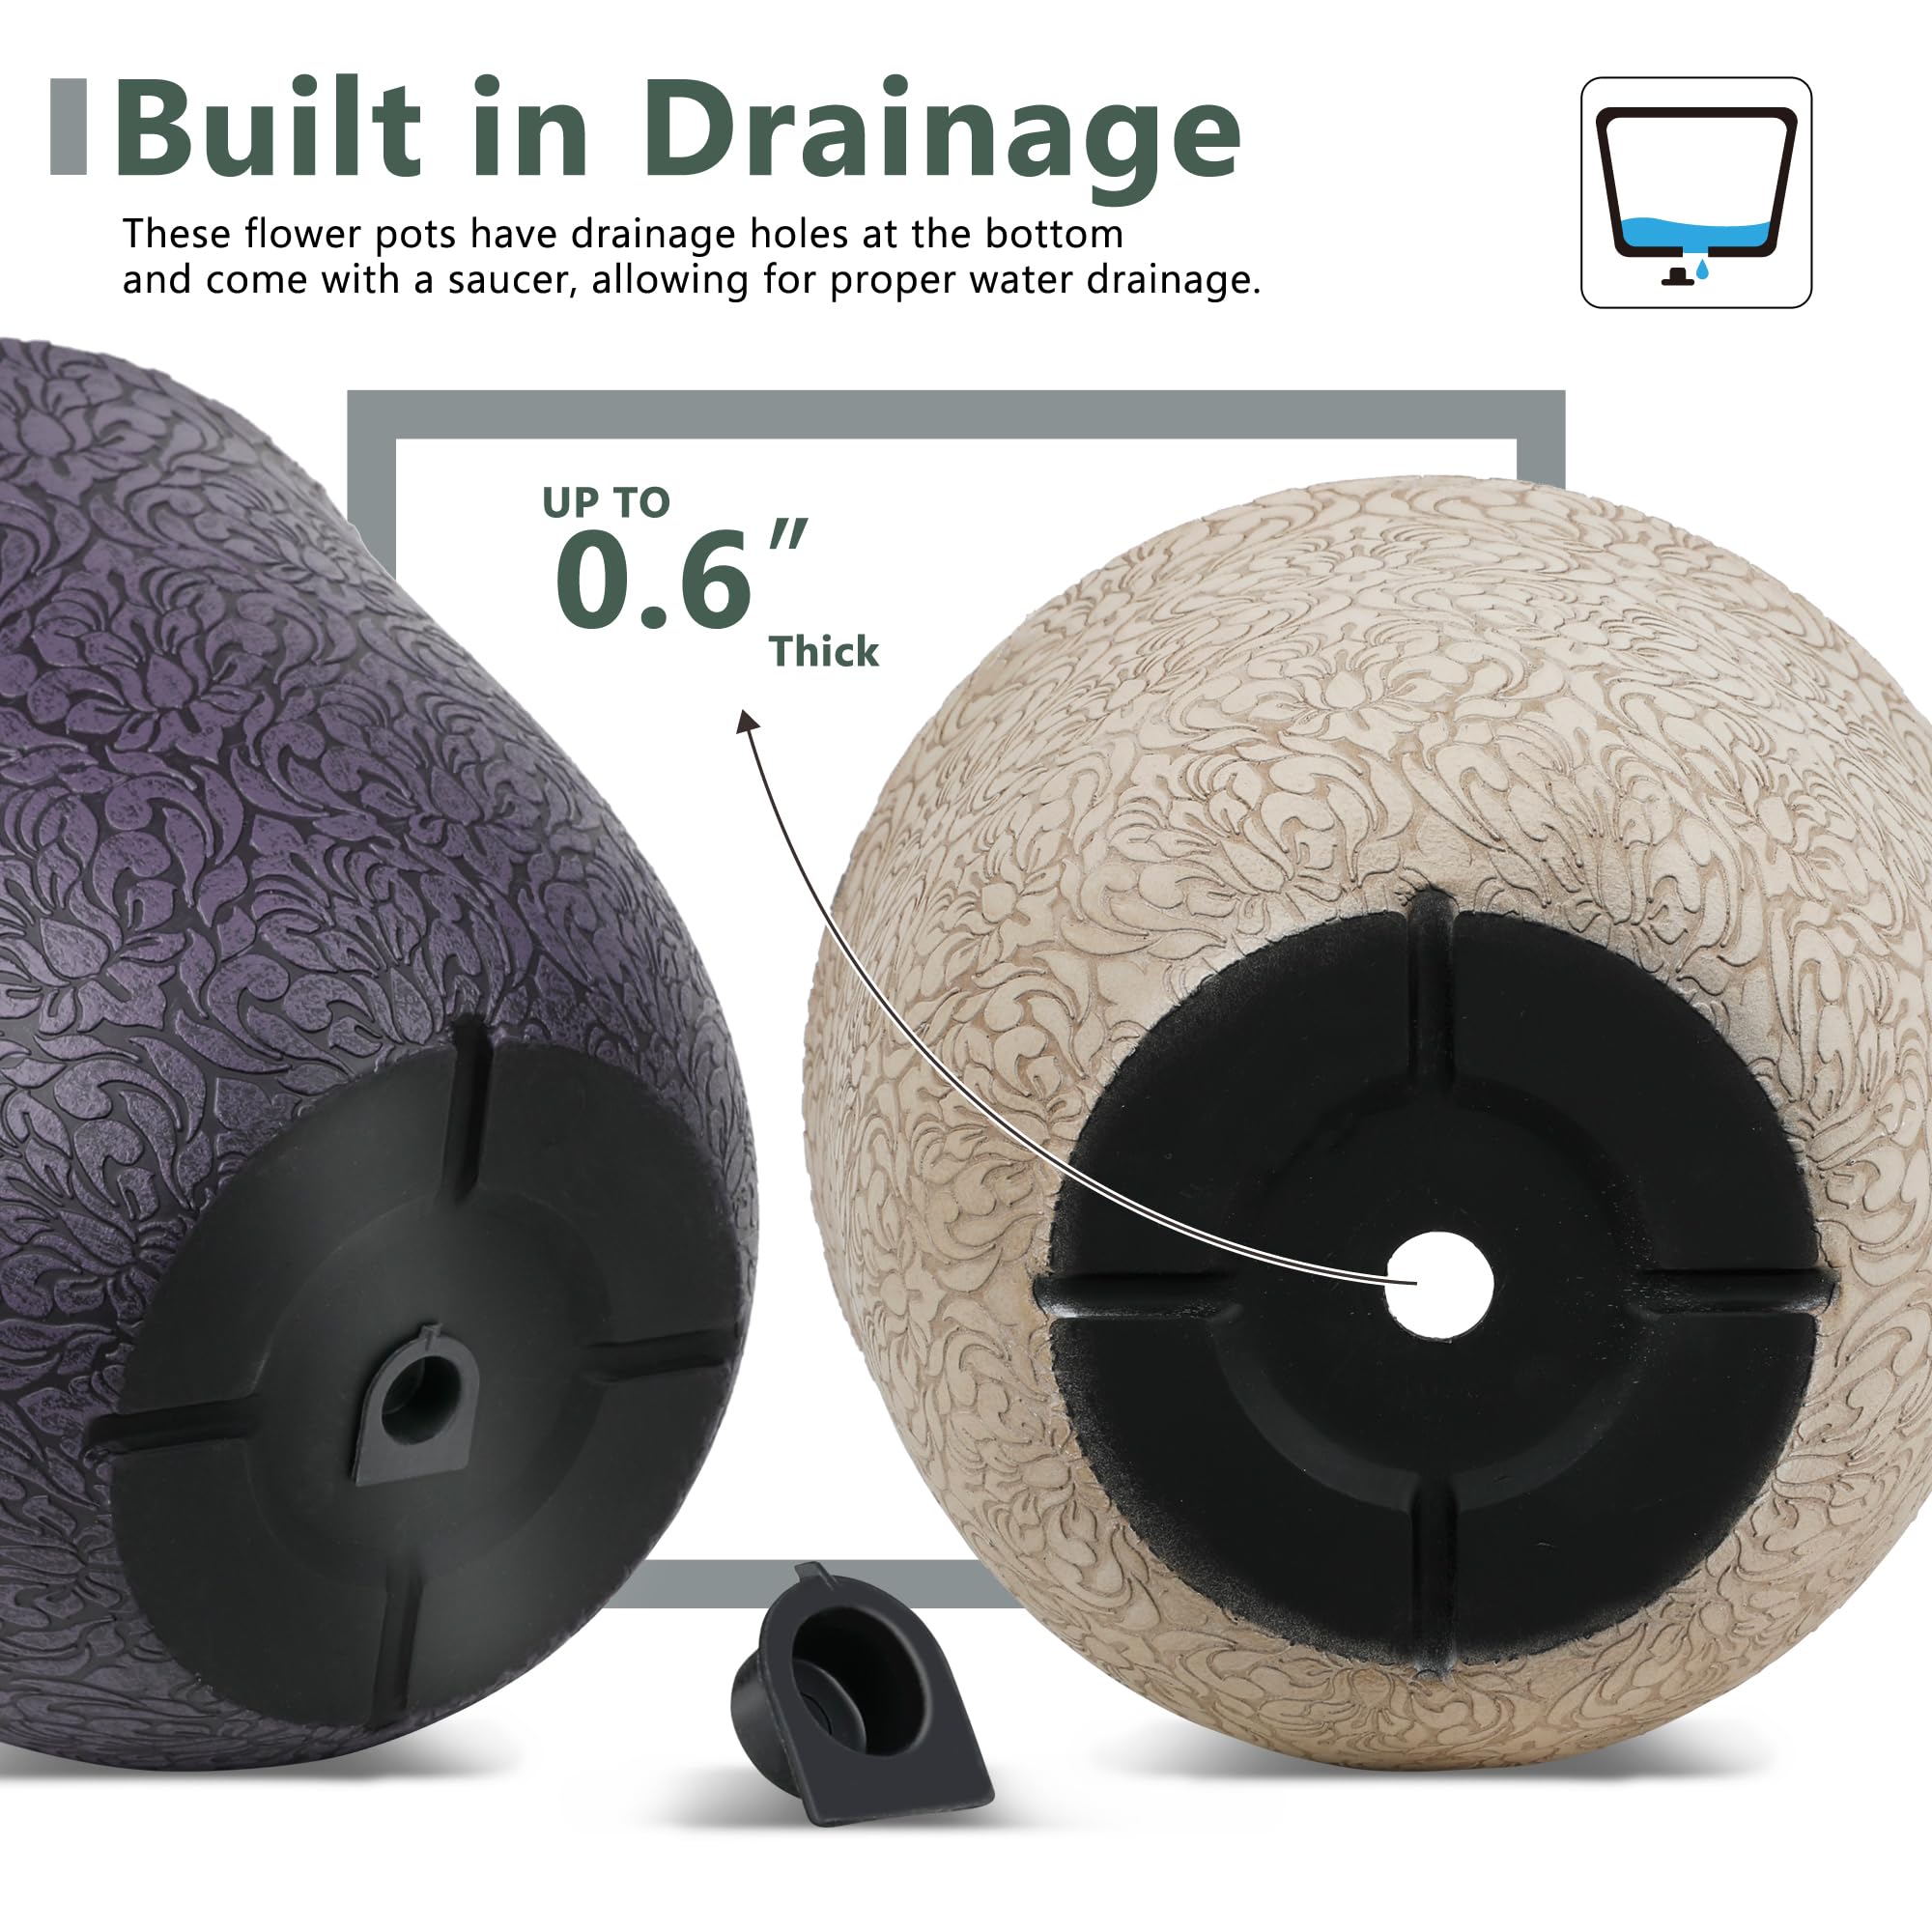 Built in Drainage
These flower pots have drainage holes at the bottom
and come with a saucer, allowing for proper water drainage.
UP TO
0.6"
Thick